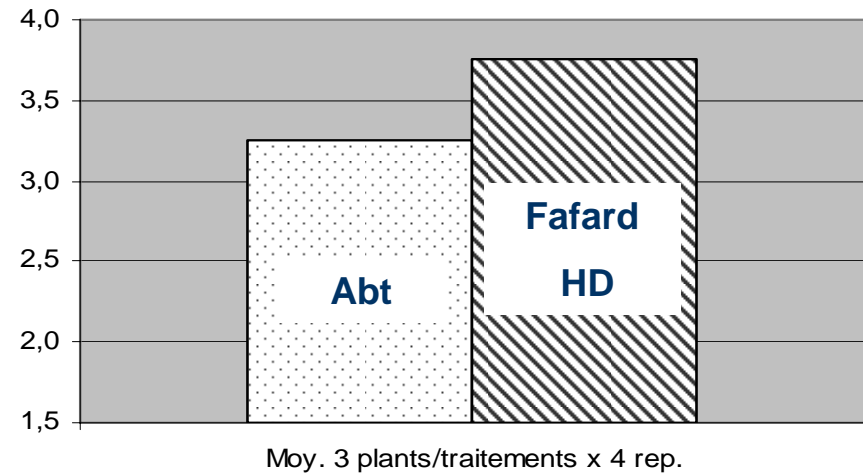 4,0
3,5
3,0
2,5
2,0
1,5
Abt
Fafard
HD
Moy. 3 plants/traitements x 4 rep.